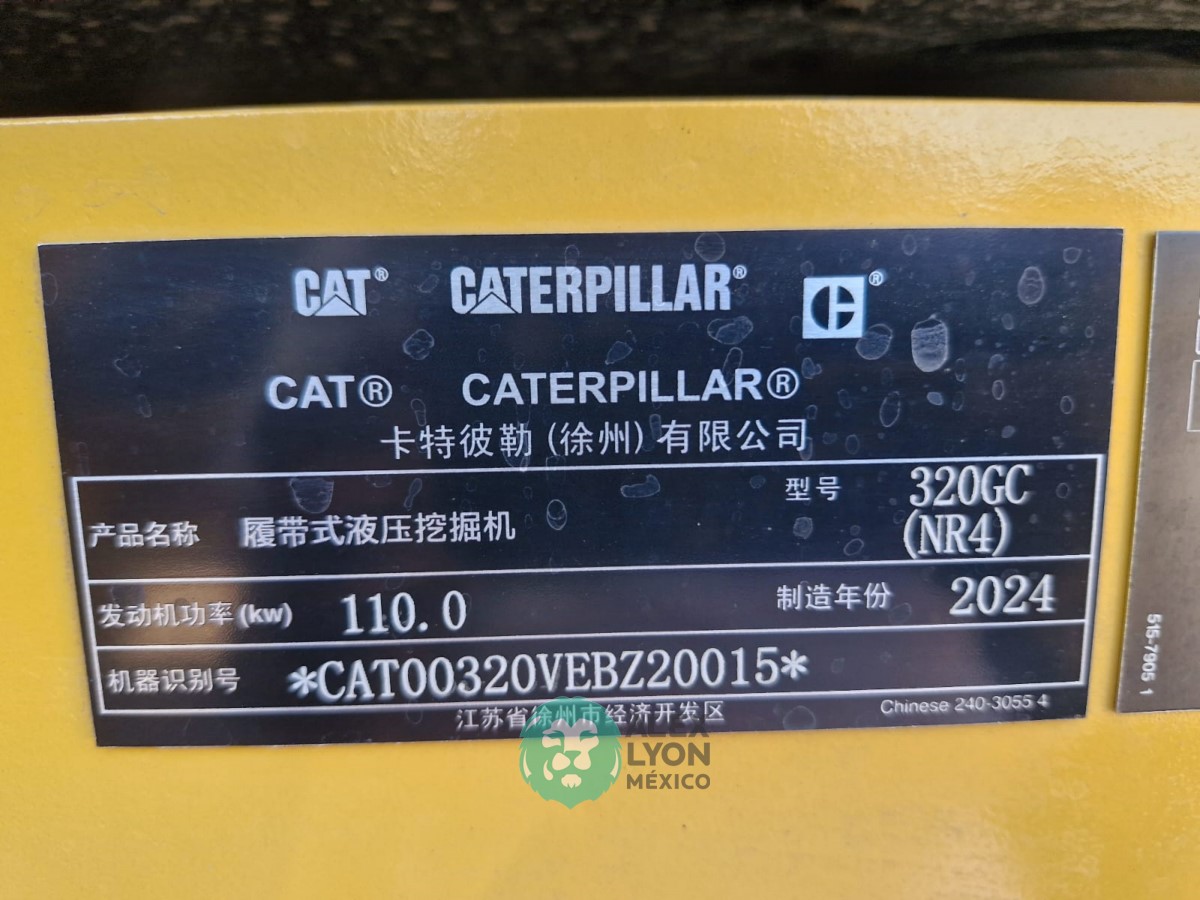 CAT® CATERPILLAR® ®
CAT® CATERPILLAR®
卡特彼勒(徐州)有限公司
产品名称 履带式液压挖掘机 型号 320GC
(NR4)
发动机功率(kw) 110.0 制造年份 2024
机器识别号 *CAT00320VEBZ20015*
江苏省徐州市经济开发区 Chinese 240-3055 4
ALEX
LYON
MÉXICO
515-7905 1